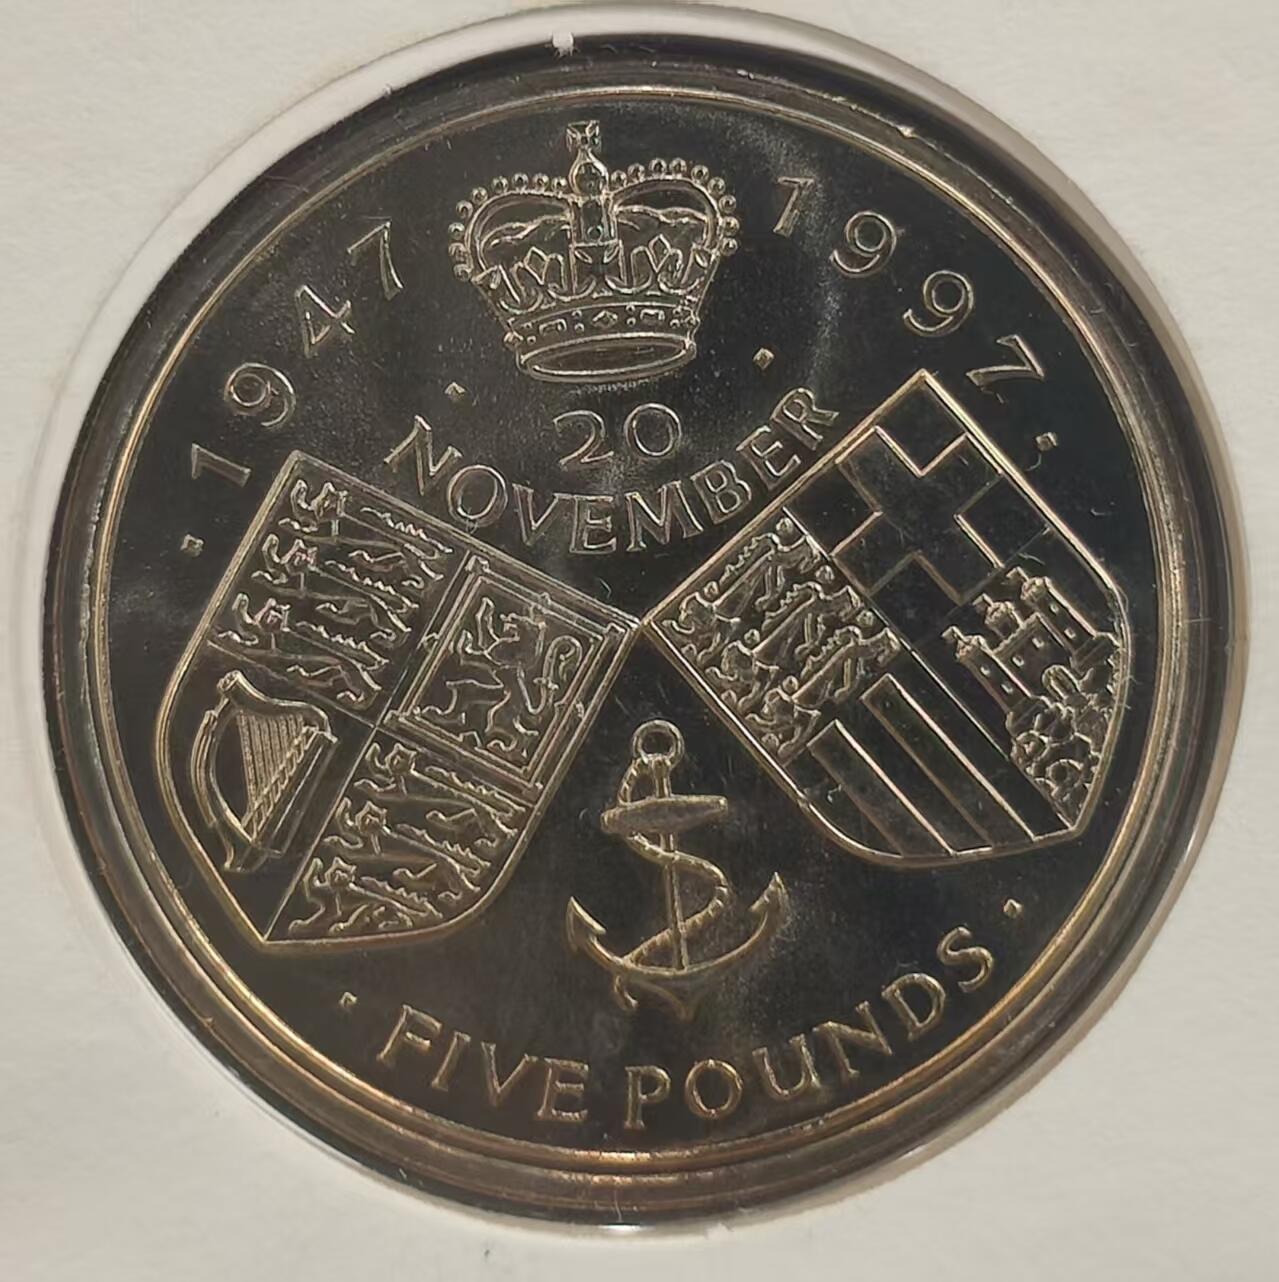 · 1947 1997 ·
· 20 ·
NOVEMBER
· FIVE POUNDS ·